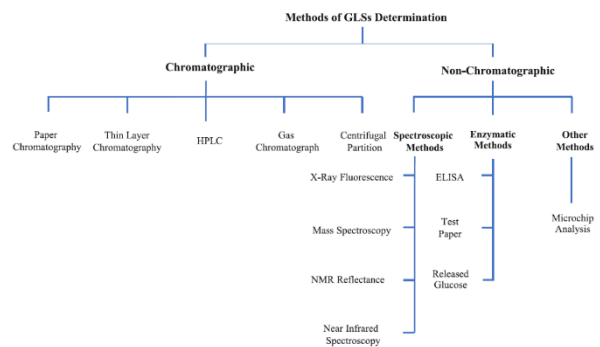 Methods of GLSs Determination
Chromatographic
Non-Chromatographic
Paper
Chromatography
Thin Layer
Chromatography
HPLC
Gas
Chromatograph
Centrifugal
Partition
Spectroscopic
Methods
Enzymatic
Methods
Other
Methods
X-Ray Fluorescence
Mass Spectroscopy
NMR Reflectance
Near Infrared
Spectroscopy
ELISA
Test
Paper
Released
Glucose
Microchip
Analysis